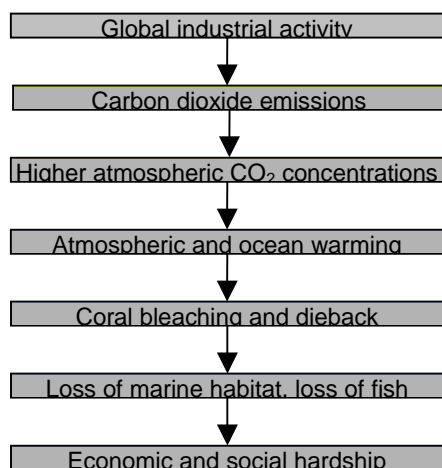 Global industrial activity
Carbon dioxide emissions
Higher atmospheric CO₂ concentrations
Atmospheric and ocean warming
Coral bleaching and dieback
Loss of marine habitat, loss of fish
Economic and social hardship